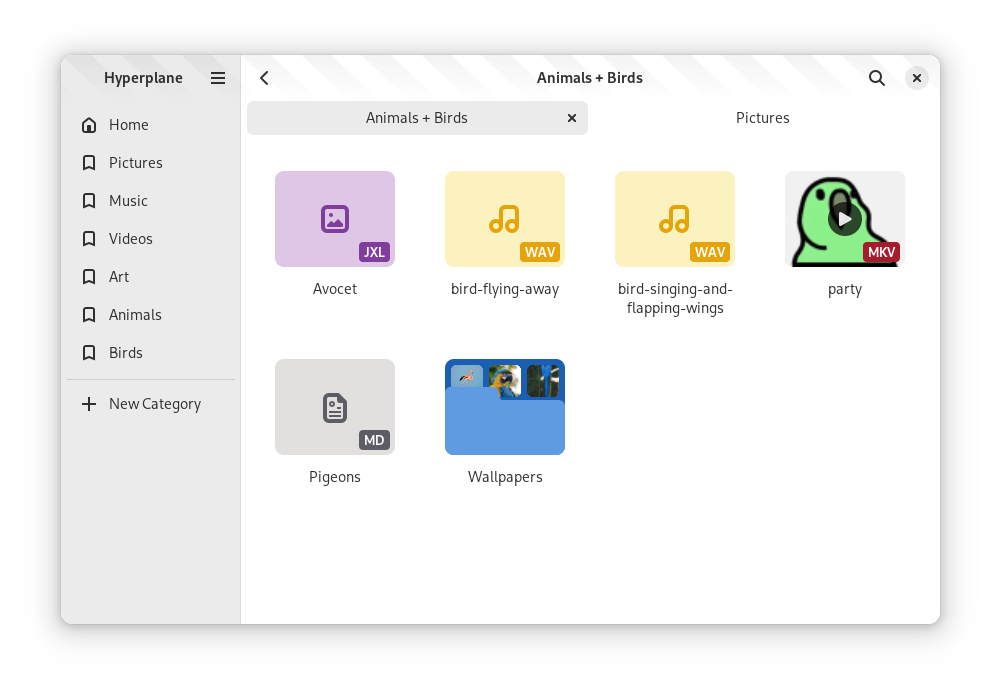 Hyperplane
Home
Pictures
Music
Videos
Art
Animals
Birds
New Category
Animals + Birds
Animals + Birds
Pictures
JXL
Avocet
WAV
bird-flying-away
WAV
bird-singing-and-
flapping-wings
MKV
party
MD
Pigeons
Wallpapers